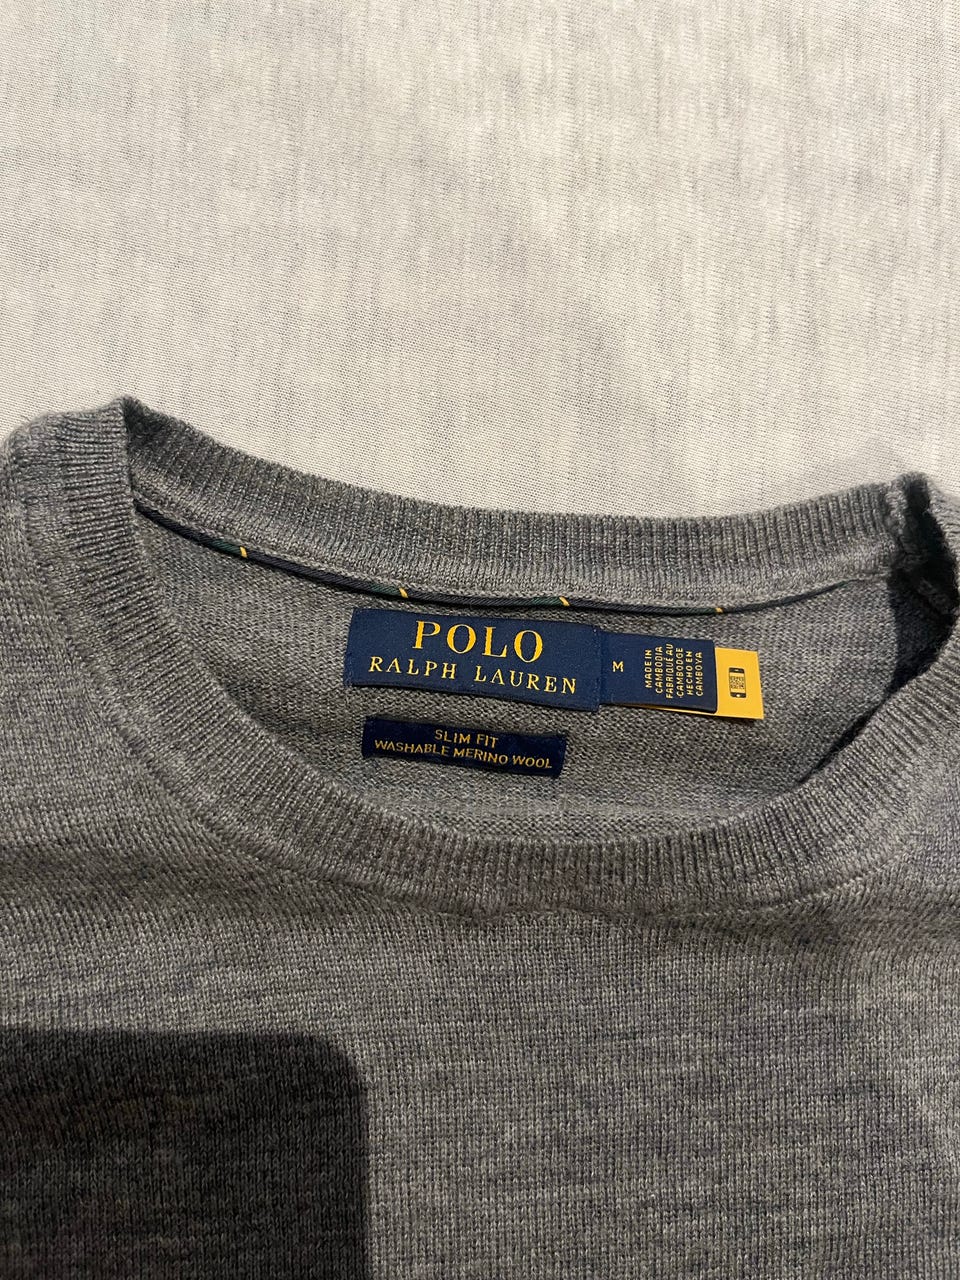 POLO
RALPH LAUREN
M
MADE IN
CAMBODIA
FABRIQUÉ AU
CAMBODGE
HECHO EN
CAMBOYA
SLIM FIT
WASHABLE MERINO WOOL